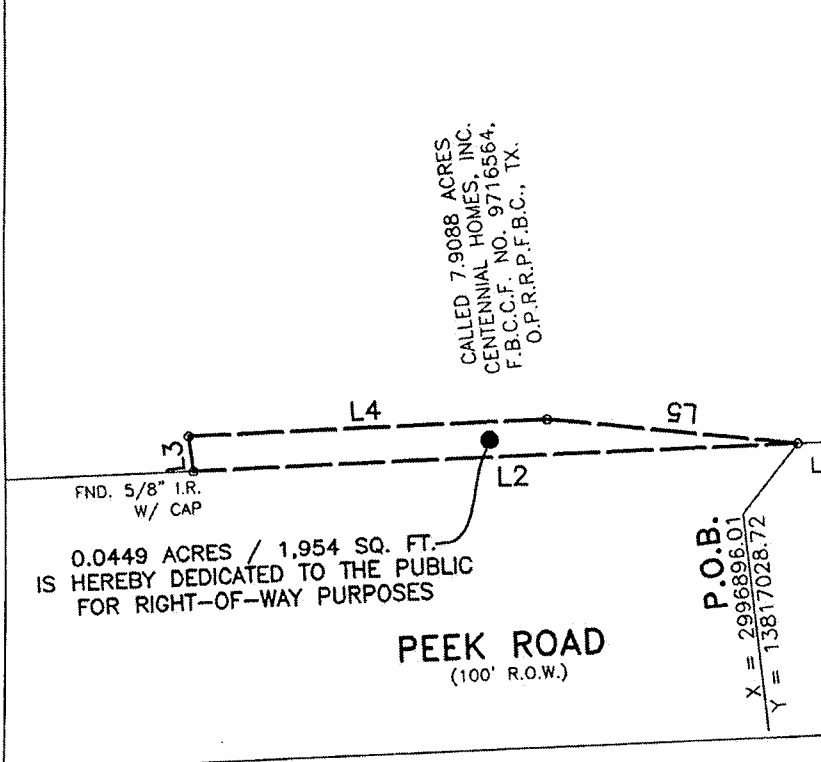 CALLED 7.9088 ACRES
CENTENNIAL HOMES, INC.
F.B.C.C.F. NO. 9716564,
O.P.R.R.P.F.B.C., TX.
L4
L5
L3
L2
L
FND. 5/8" I.R.
W/ CAP
0.0449 ACRES / 1,954 SQ. FT.
IS HEREBY DEDICATED TO THE PUBLIC
FOR RIGHT-OF-WAY PURPOSES
P.O.B.
X = 2996896.01
Y = 13817028.72
PEEK ROAD
(100' R.O.W.)